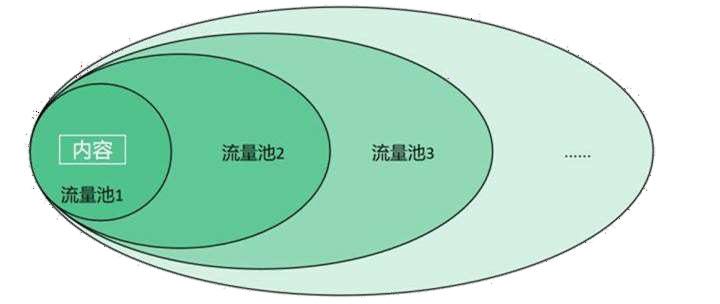 内容
流量池1
流量池2
流量池3
......